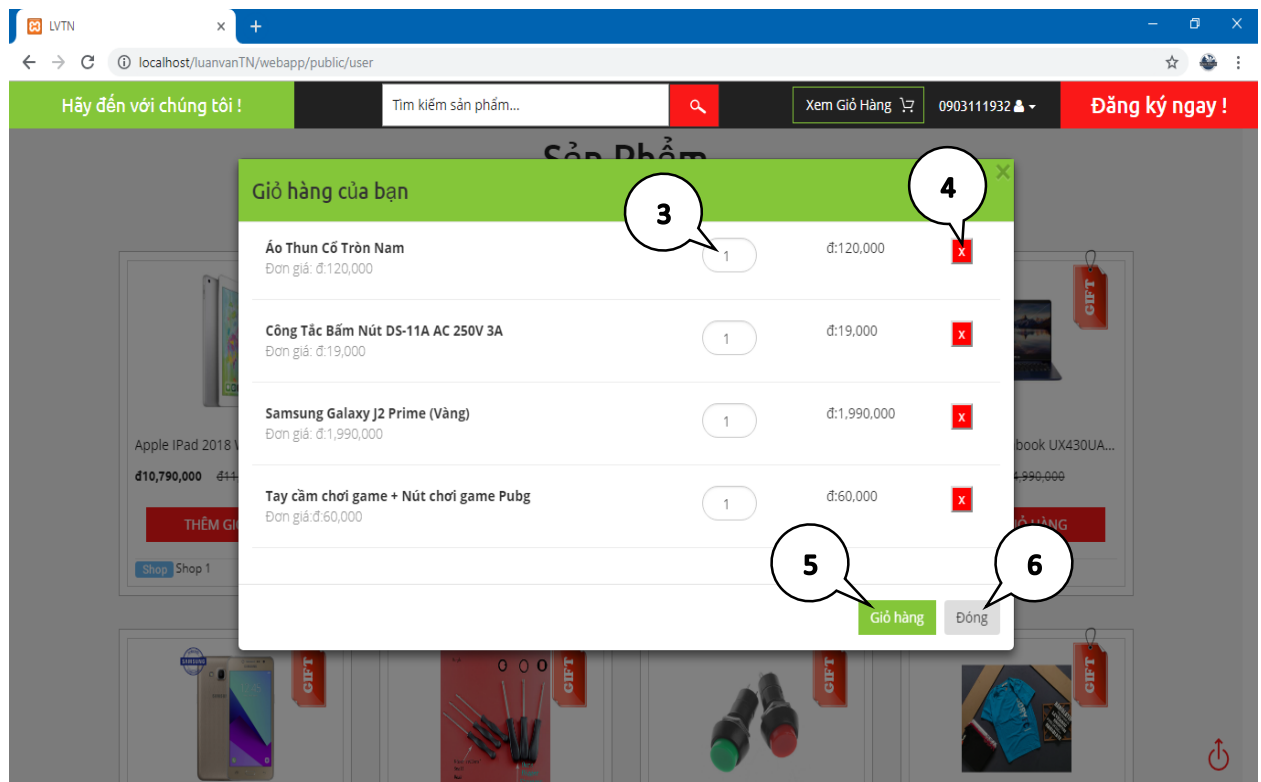 LVTN
localhost/luanvanTN/webapp/public/user
Hãy đến với chúng tôi !
Tìm kiếm sản phẩm...
Xem Giỏ Hàng
0903111932
Đăng ký ngay !
Sản Phẩm
Giỏ hàng của bạn
3
4
Áo Thun Cổ Tròn Nam
1
đ:120,000
X
Đơn giá: đ:120,000
Công Tắc Bấm Nút DS-11A AC 250V 3A
1
đ:19,000
X
Đơn giá: đ:19,000
Samsung Galaxy J2 Prime (Vàng)
1
đ:1,990,000
X
Đơn giá: đ:1,990,000
Tay cầm chơi game + Nút chơi game Pubg
1
đ:60,000
X
Đơn giá:đ:60,000
5
6
Giỏ hàng
Đóng
GIFT
Apple IPad 2018
book UX430UA...
đ10,790,000
,990,000
THÊM GI
IỎ HÀNG
Shop Shop 1
SAMSUNG
GIFT
GIFT
GIFT
GIFT